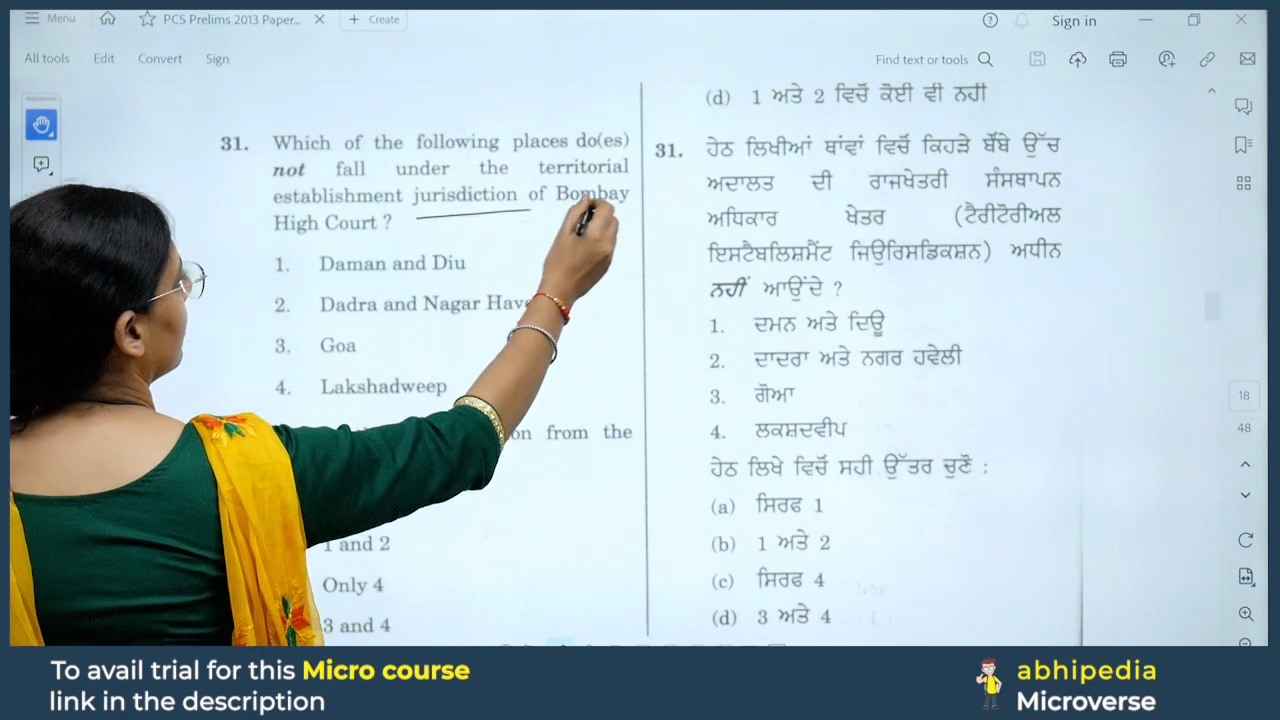 Menu
PCS Prelims 2013 Paper...
+ Create
Sign in
All tools
Edit
Convert
Sign
Find text or tools
31. Which of the following places do(es)
not fall under the territorial
establishment jurisdiction of Bombay
High Court ?
1. Daman and Diu
2. Dadra and Nagar
3. Goa
4. Lakshadweep
from the
1 and 2
Only 4
3 and 4
(d) 1 ਅਤੇ 2 ਵਿਚੋਂ ਕੋਈ ਵੀ ਨਹੀਂ
31. ਹੇਠ ਲਿਖੀਆਂ ਥਾਂਵਾਂ ਵਿਚੋਂ ਕਿਹੜੇ ਬੌਂਬੇ ਉੱਚ
ਅਦਾਲਤ ਦੀ ਰਾਜਖੇਤਰੀ ਸੰਸਥਾਪਨ
ਅਧਿਕਾਰ ਖੇਤਰ (ਟੈਰੀਟੋਰੀਅਲ
ਇਸਟੈਬਲਿਸ਼ਮੈਂਟ ਜਿਊਰਿਸਡਿਕਸ਼ਨ) ਅਧੀਨ
ਨਹੀਂ ਆਉਂਦੇ ?
1. ਦਮਨ ਅਤੇ ਦਿਊ
2. ਦਾਦਰਾ ਅਤੇ ਨਗਰ ਹਵੇਲੀ
3. ਗੋਆ
4. ਲਕਸ਼ਦਵੀਪ
ਹੇਠ ਲਿਖੇ ਵਿਚੋਂ ਸਹੀ ਉੱਤਰ ਚੁਣੋ :
(a) ਸਿਰਫ 1
(b) 1 ਅਤੇ 2
(c) ਸਿਰਫ 4
(d) 3 ਅਤੇ 4
18
48
To avail trial for this Micro course
link in the description
abhipedia
Microverse